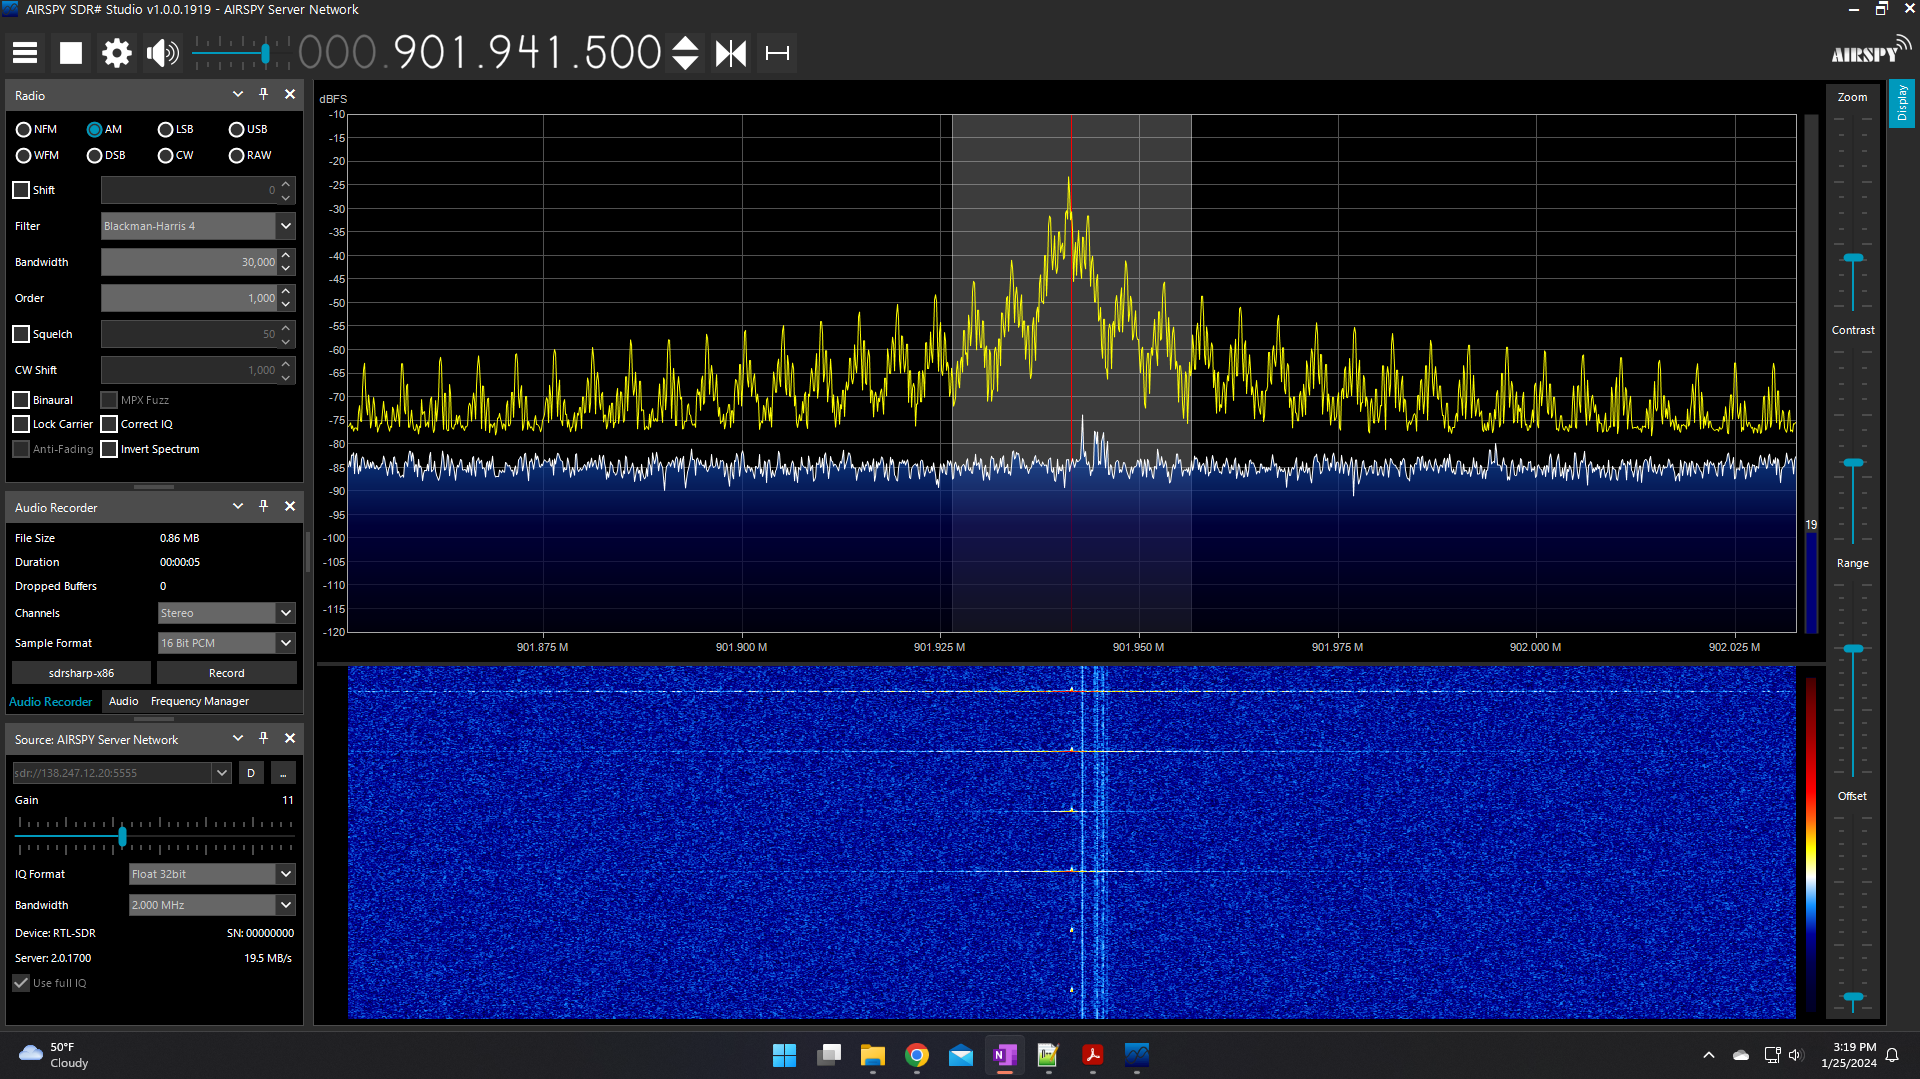 AIRSPY SDR# Studio v1.0.0.1919 - AIRSPY Server Network
000.901.941.500
AIRSPY
Radio
NFM AM LSB USB
WFM DSB CW RAW
Shift 0
Filter Blackman-Harris 4
Bandwidth 30,000
Order 1,000
Squelch 50
CW Shift 1,000
Binaural MPX Fuzz
Lock Carrier Correct IQ
Anti-Fading Invert Spectrum
Audio Recorder
File Size 0.86 MB
Duration 00:00:05
Dropped Buffers 0
Channels Stereo
Sample Format 16 Bit PCM
sdrsharp-x86 Record
Audio Recorder Audio Frequency Manager
Source: AIRSPY Server Network
sdr://138.247.12.20:5555 D ...
Gain 11
IQ Format Float 32bit
Bandwidth 2.000 MHz
Device: RTL-SDR SN: 00000000
Server: 2.0.1700 19.5 MB/s
Use full IQ
dBFS
-10
-15
-20
-25
-30
-35
-40
-45
-50
-55
-60
-65
-70
-75
-80
-85
-90
-95
-100
-105
-110
-115
-120
901.875 M 901.900 M 901.925 M 901.950 M 901.975 M 902.000 M 902.025 M
19
Zoom
Contrast
Range
Offset
Display
50°F
Cloudy
3:19 PM
1/25/2024